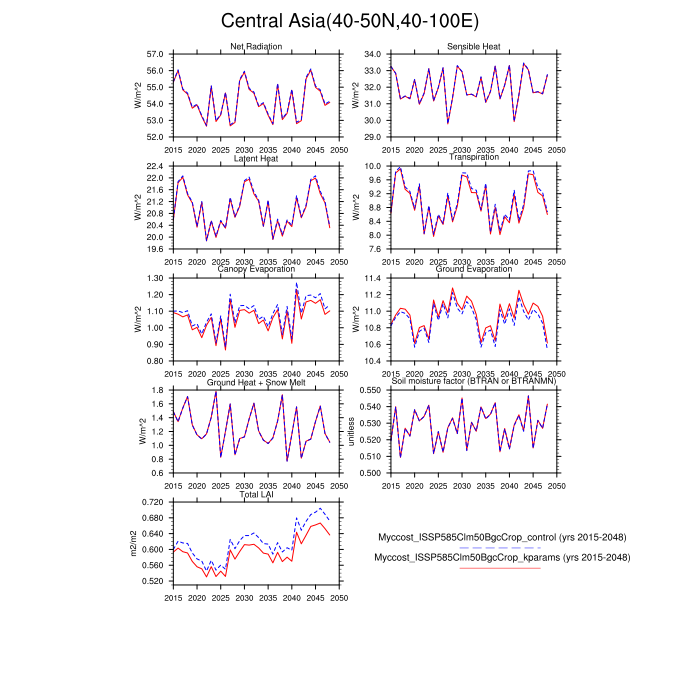 Central Asia(40-50N,40-100E)
Net Radiation
57.0
56.0
55.0
54.0
53.0
52.0
W/m^2
2015 2020 2025 2030 2035 2040 2045 2050
Sensible Heat
34.0
33.0
32.0
31.0
30.0
29.0
W/m^2
2015 2020 2025 2030 2035 2040 2045 2050
Latent Heat
22.4
22.0
21.6
21.2
20.8
20.4
20.0
19.6
W/m^2
2015 2020 2025 2030 2035 2040 2045 2050
Transpiration
10.0
9.6
9.2
8.8
8.4
8.0
7.6
W/m^2
2015 2020 2025 2030 2035 2040 2045 2050
Canopy Evaporation
1.30
1.20
1.10
1.00
0.90
0.80
W/m^2
2015 2020 2025 2030 2035 2040 2045 2050
Ground Evaporation
11.4
11.2
11.0
10.8
10.6
10.4
W/m^2
2015 2020 2025 2030 2035 2040 2045 2050
Ground Heat + Snow Melt
1.8
1.6
1.4
1.2
1.0
0.8
0.6
W/m^2
2015 2020 2025 2030 2035 2040 2045 2050
Soil moisture factor (BTRAN or BTRANMN)
0.550
0.540
0.530
0.520
0.510
0.500
unitless
2015 2020 2025 2030 2035 2040 2045 2050
Total LAI
0.720
0.680
0.640
0.600
0.560
0.520
m2/m2
2015 2020 2025 2030 2035 2040 2045 2050
Myccost_ISSP585Clm50BgcCrop_control (yrs 2015-2048)
Myccost_ISSP585Clm50BgcCrop_kparams (yrs 2015-2048)